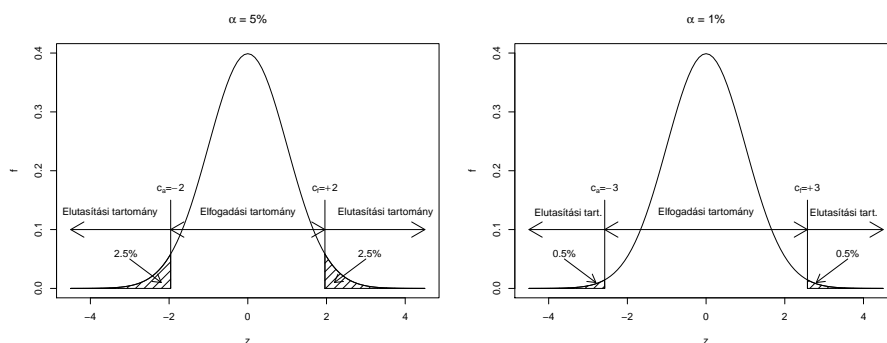 α = 5%
f
0.0
0.1
0.2
0.3
0.4
cₐ=−2
c_f=+2
Elutasítási tartomány
Elfogadási tartomány
Elutasítási tartomány
2.5%
2.5%
−4
−2
0
2
4
z
α = 1%
f
0.0
0.1
0.2
0.3
0.4
cₐ=−3
c_f=+3
Elutasítási tart.
Elfogadási tartomány
Elutasítási tart.
0.5%
0.5%
−4
−2
0
2
4
z